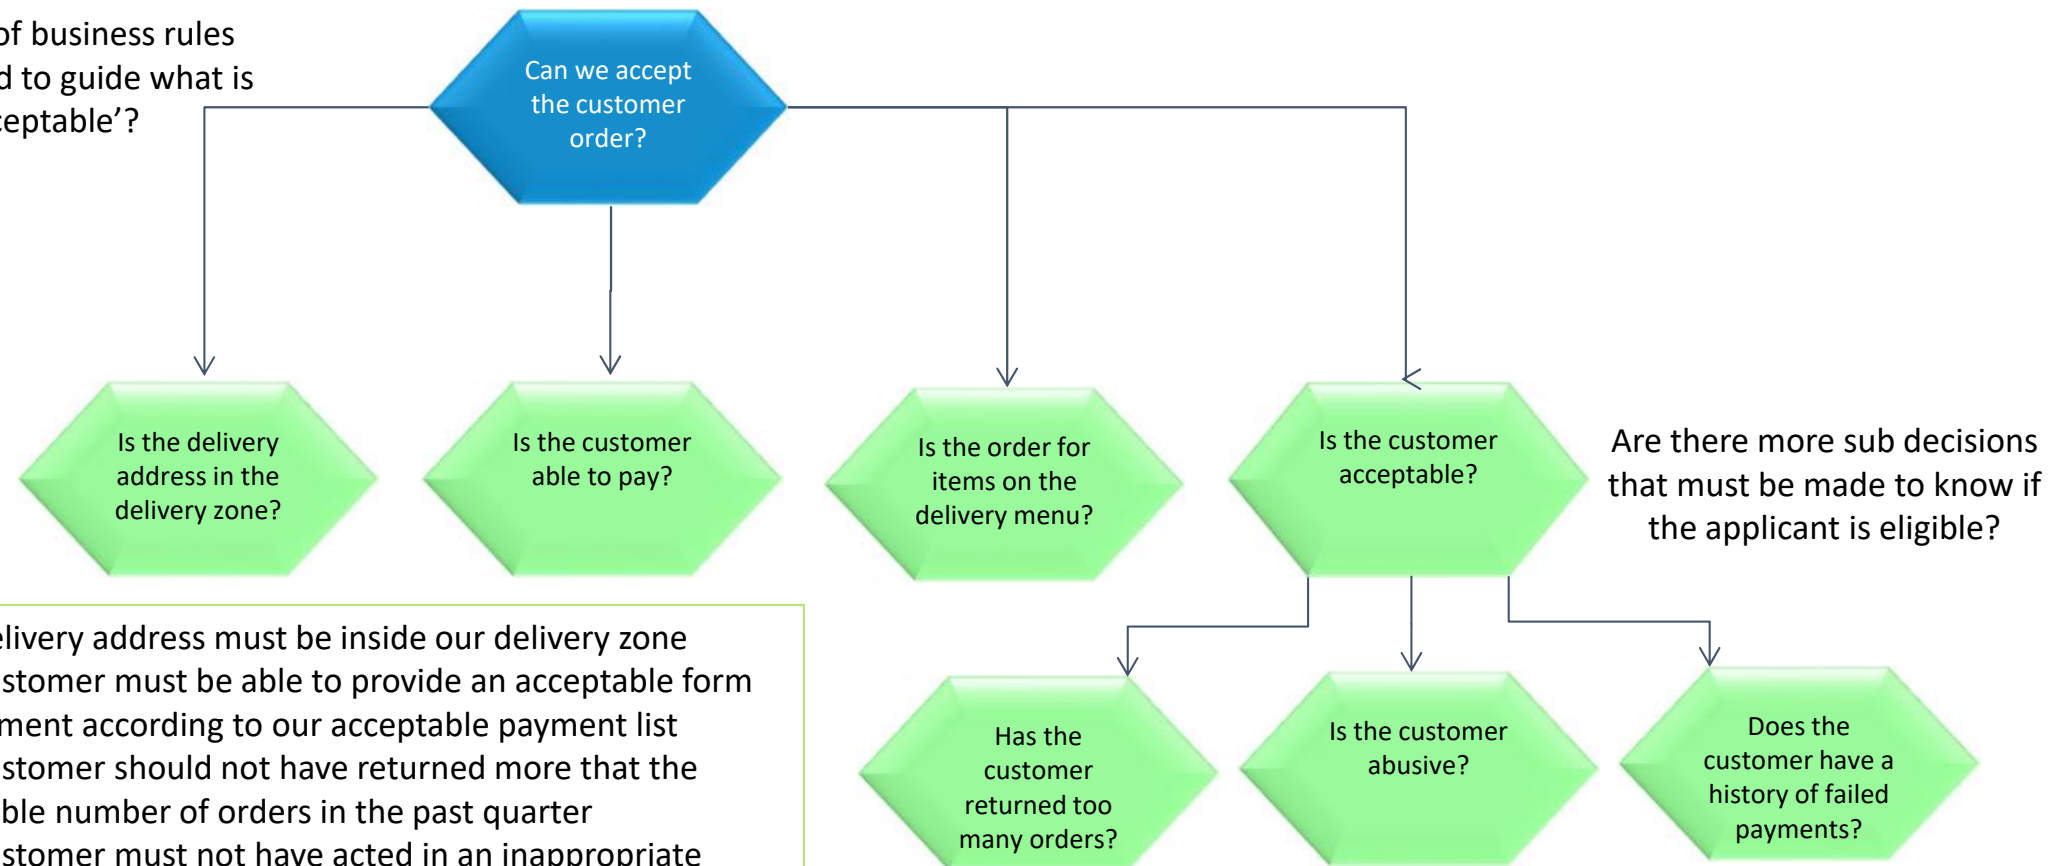 of business rules
d to guide what is
ceptable’?
Can we accept
the customer
order?
Is the delivery
address in the
delivery zone?
Is the customer
able to pay?
Is the order for
items on the
delivery menu?
Is the customer
acceptable?
Are there more sub decisions
that must be made to know if
the applicant is eligible?
elivery address must be inside our delivery zone
ustomer must be able to provide an acceptable form
yment according to our acceptable payment list
ustomer should not have returned more that the
ble number of orders in the past quarter
ustomer must not have acted in an inappropriate
Has the
customer
returned too
many orders?
Is the customer
abusive?
Does the
customer have a
history of failed
payments?